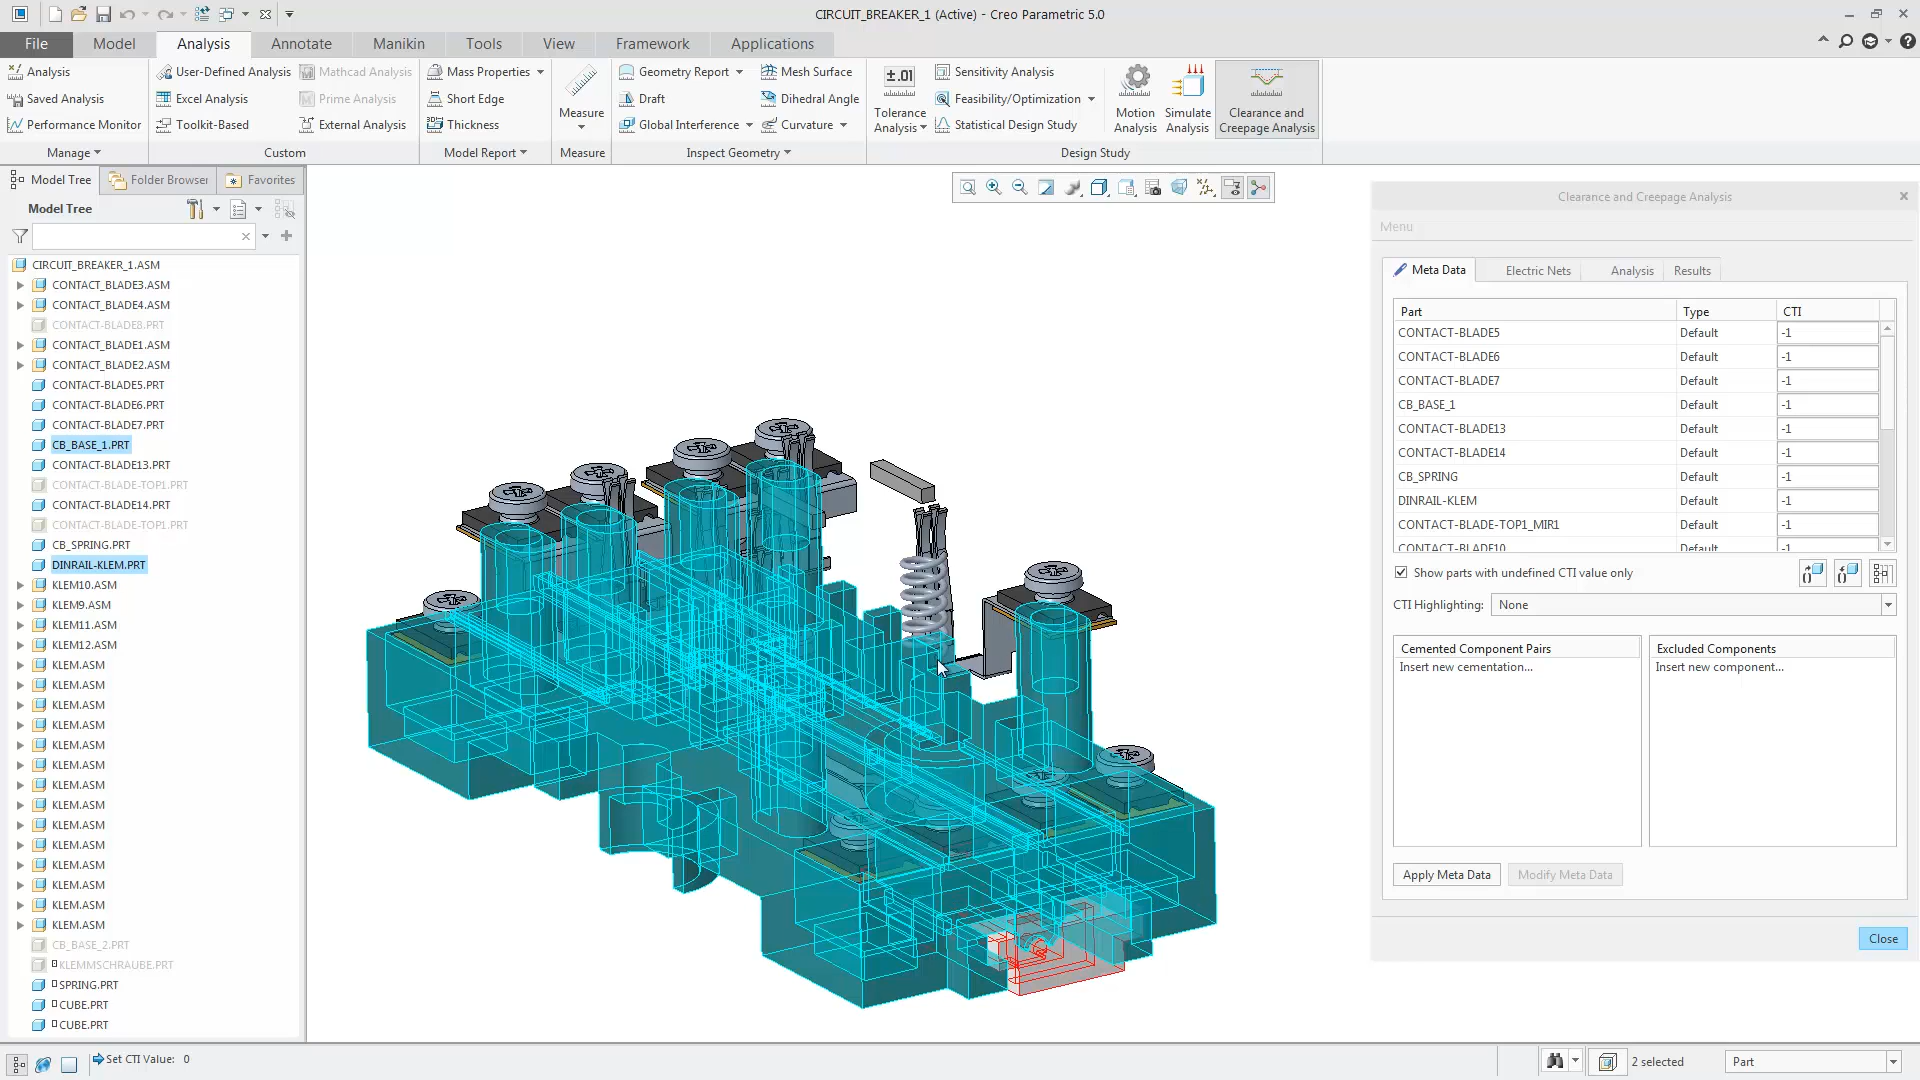 CIRCUIT_BREAKER_1 (Active) - Creo Parametric 5.0
File Model Analysis Annotate Manikin Tools View Framework Applications
Analysis
Saved Analysis
Performance Monitor
Manage
User-Defined Analysis
Excel Analysis
Toolkit-Based
Mathcad Analysis
Prime Analysis
External Analysis
Custom
Mass Properties
Short Edge
Thickness
Model Report
Measure
Measure
Geometry Report
Draft
Global Interference
Mesh Surface
Dihedral Angle
Curvature
Inspect Geometry
±.01
Tolerance
Analysis
Sensitivity Analysis
Feasibility/Optimization
Statistical Design Study
Motion
Analysis
Simulate
Analysis
Clearance and
Creepage Analysis
Design Study
Model Tree Folder Browser Favorites
Model Tree
CIRCUIT_BREAKER_1.ASM
CONTACT_BLADE3.ASM
CONTACT_BLADE4.ASM
CONTACT-BLADE8.PRT
CONTACT_BLADE1.ASM
CONTACT_BLADE2.ASM
CONTACT-BLADE5.PRT
CONTACT-BLADE6.PRT
CONTACT-BLADE7.PRT
CB_BASE_1.PRT
CONTACT-BLADE13.PRT
CONTACT-BLADE-TOP1.PRT
CONTACT-BLADE14.PRT
CONTACT-BLADE-TOP1.PRT
CB_SPRING.PRT
DINRAIL-KLEM.PRT
KLEM10.ASM
KLEM9.ASM
KLEM11.ASM
KLEM12.ASM
KLEM.ASM
KLEM.ASM
KLEM.ASM
KLEM.ASM
KLEM.ASM
KLEM.ASM
KLEM.ASM
KLEM.ASM
KLEM.ASM
KLEM.ASM
KLEM.ASM
KLEM.ASM
KLEM.ASM
KLEM.ASM
CB_BASE_2.PRT
KLEMMSCHRAUBE.PRT
SPRING.PRT
CUBE.PRT
CUBE.PRT
Clearance and Creepage Analysis
Menu
Meta Data Electric Nets Analysis Results
Part Type CTI
CONTACT-BLADE5 Default -1
CONTACT-BLADE6 Default -1
CONTACT-BLADE7 Default -1
CB_BASE_1 Default -1
CONTACT-BLADE13 Default -1
CONTACT-BLADE14 Default -1
CB_SPRING Default -1
DINRAIL-KLEM Default -1
CONTACT-BLADE-TOP1_MIR1 Default -1
CONTACT-BLADE10 Default -1
Show parts with undefined CTI value only
CTI Highlighting: None
Cemented Component Pairs
Insert new cementation...
Excluded Components
Insert new component...
Apply Meta Data Modify Meta Data
Close
Set CTI Value: 0
2 selected Part